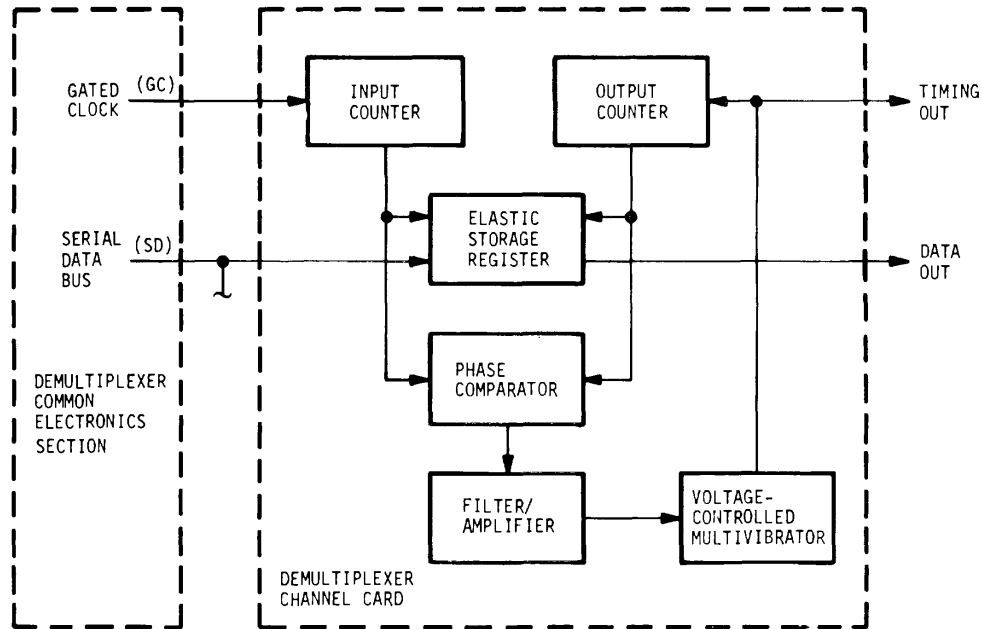 GATED
CLOCK
(GC)
INPUT
COUNTER
OUTPUT
COUNTER
TIMING
OUT
SERIAL
DATA
BUS
(SD)
ELASTIC
STORAGE
REGISTER
DATA
OUT
PHASE
COMPARATOR
DEMULTIPLEXER
COMMON
ELECTRONICS
SECTION
FILTER/
AMPLIFIER
VOLTAGE-
CONTROLLED
MULTIVIBRATOR
DEMULTIPLEXER
CHANNEL CARD